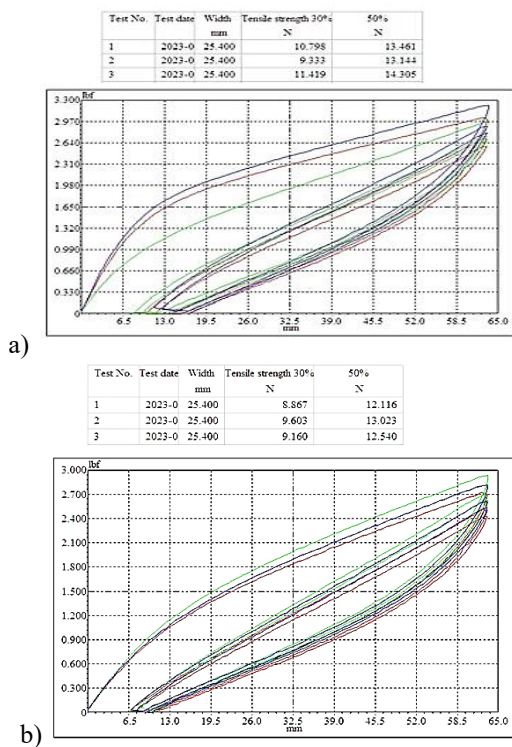 Test No. Test date Width Tensile strength 30% 50%
mm N N
1 2023-0 25.400 10.798 13.461
2 2023-0 25.400 9.333 13.144
3 2023-0 25.400 11.419 14.305
lbf
3.300
2.970
2.640
2.310
1.980
1.650
1.320
0.990
0.660
0.330
0
6.5 13.0 19.5 26.0 32.5 39.0 45.5 52.0 58.5 65.0
mm
a)
Test No. Test date Width Tensile strength 30% 50%
mm N N
1 2023-0 25.400 8.867 12.116
2 2023-0 25.400 9.603 13.023
3 2023-0 25.400 9.160 12.540
lbf
3.000
2.700
2.400
2.100
1.800
1.500
1.200
0.900
0.600
0.300
0
6.5 13.0 19.5 26.0 32.5 39.0 45.5 52.0 58.5 65.0
mm
b)